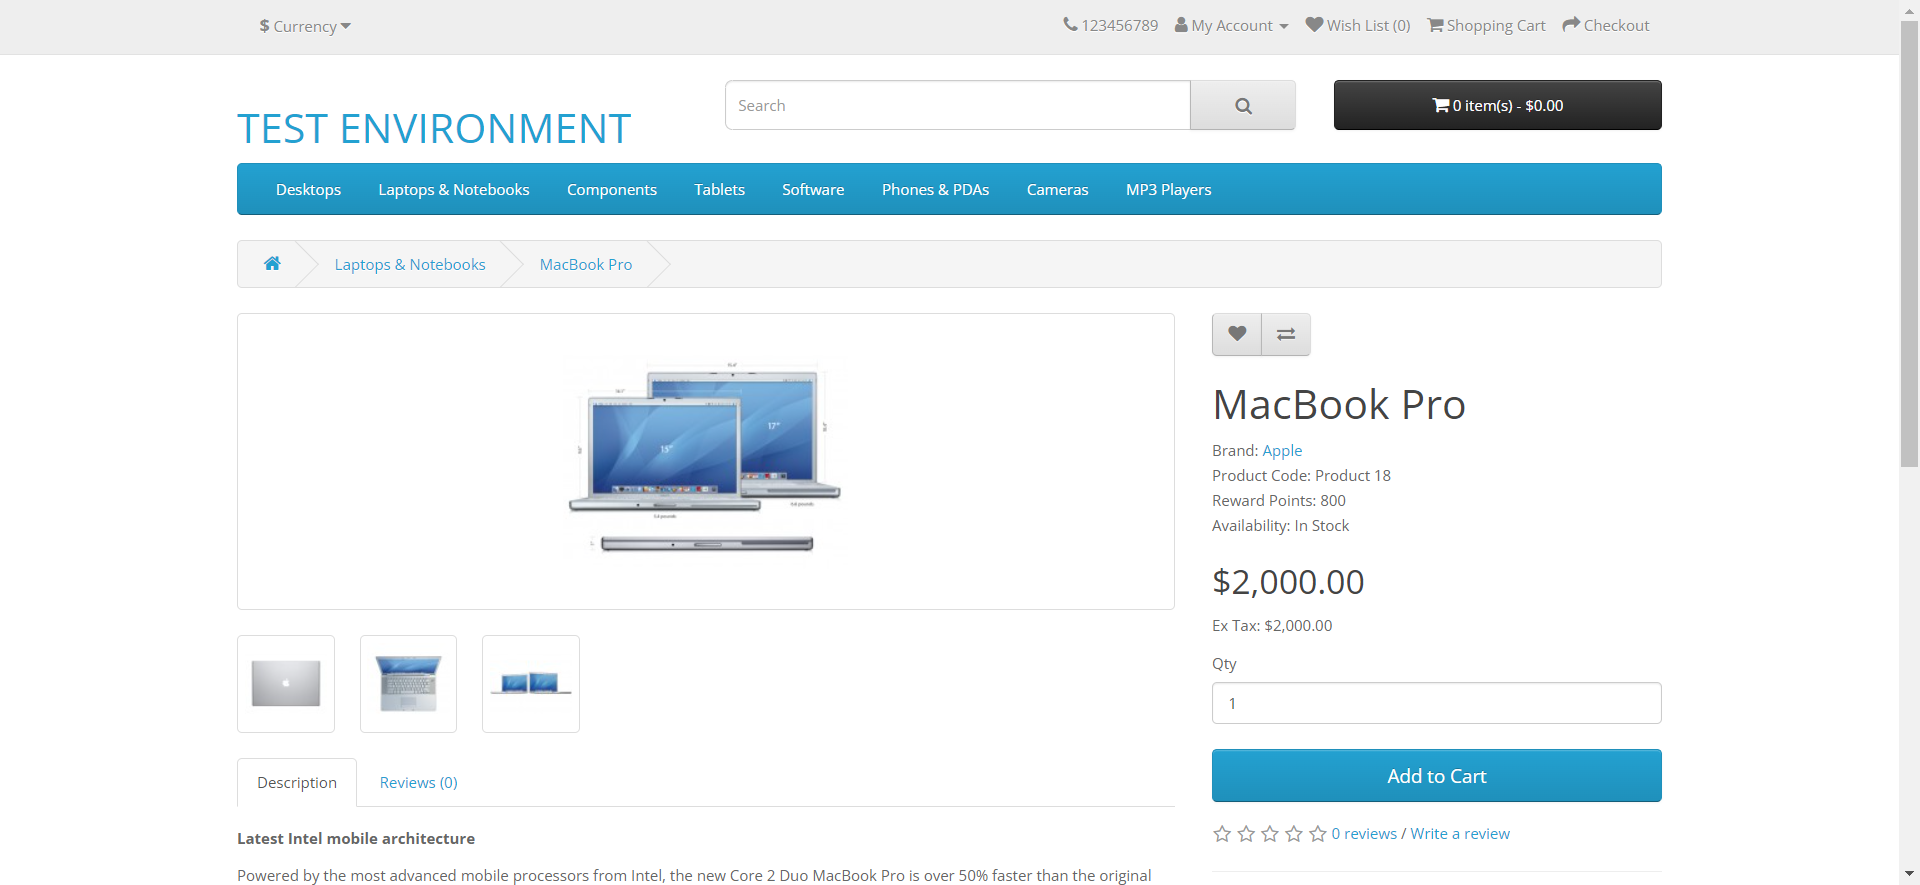 $ Currency
123456789 My Account Wish List (0) Shopping Cart Checkout
TEST ENVIRONMENT
Search
0 item(s) - $0.00
Desktops Laptops & Notebooks Components Tablets Software Phones & PDAs Cameras MP3 Players
Laptops & Notebooks MacBook Pro
15"
17"
MacBook Pro
Brand: Apple
Product Code: Product 18
Reward Points: 800
Availability: In Stock
$2,000.00
Ex Tax: $2,000.00
Qty
1
Add to Cart
0 reviews / Write a review
Description Reviews (0)
Latest Intel mobile architecture
Powered by the most advanced mobile processors from Intel, the new Core 2 Duo MacBook Pro is over 50% faster than the original